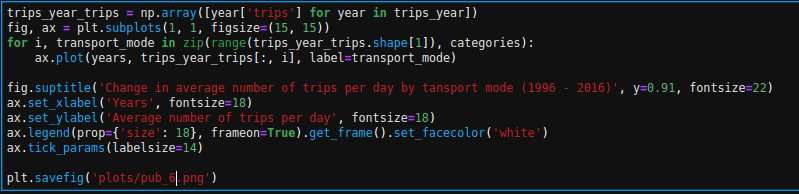 trips_year_trips = np.array([year['trips'] for year in trips_year])
fig, ax = plt.subplots(1, 1, figsize=(15, 15))
for i, transport_mode in zip(range(trips_year_trips.shape[1]), categories):
    ax.plot(years, trips_year_trips[:, i], label=transport_mode)

fig.suptitle('Change in average number of trips per day by tansport mode (1996 - 2016)', y=0.91, fontsize=22)
ax.set_xlabel('Years', fontsize=18)
ax.set_ylabel('Average number of trips per day', fontsize=18)
ax.legend(prop={'size': 18}, frameon=True).get_frame().set_facecolor('white')
ax.tick_params(labelsize=14)

plt.savefig('plots/pub_6.png')